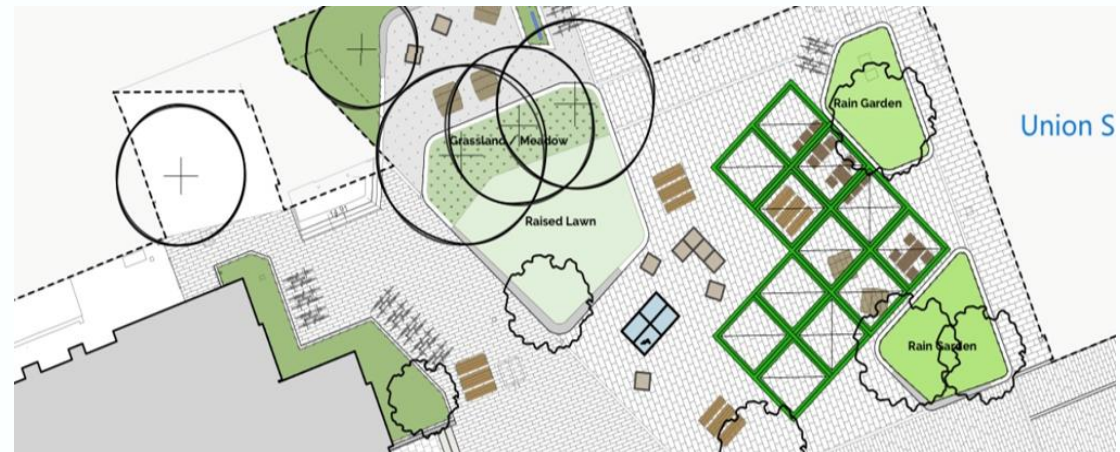 Rain Garden
Union S
Grassland / Meadow
Raised Lawn
Rain Garden